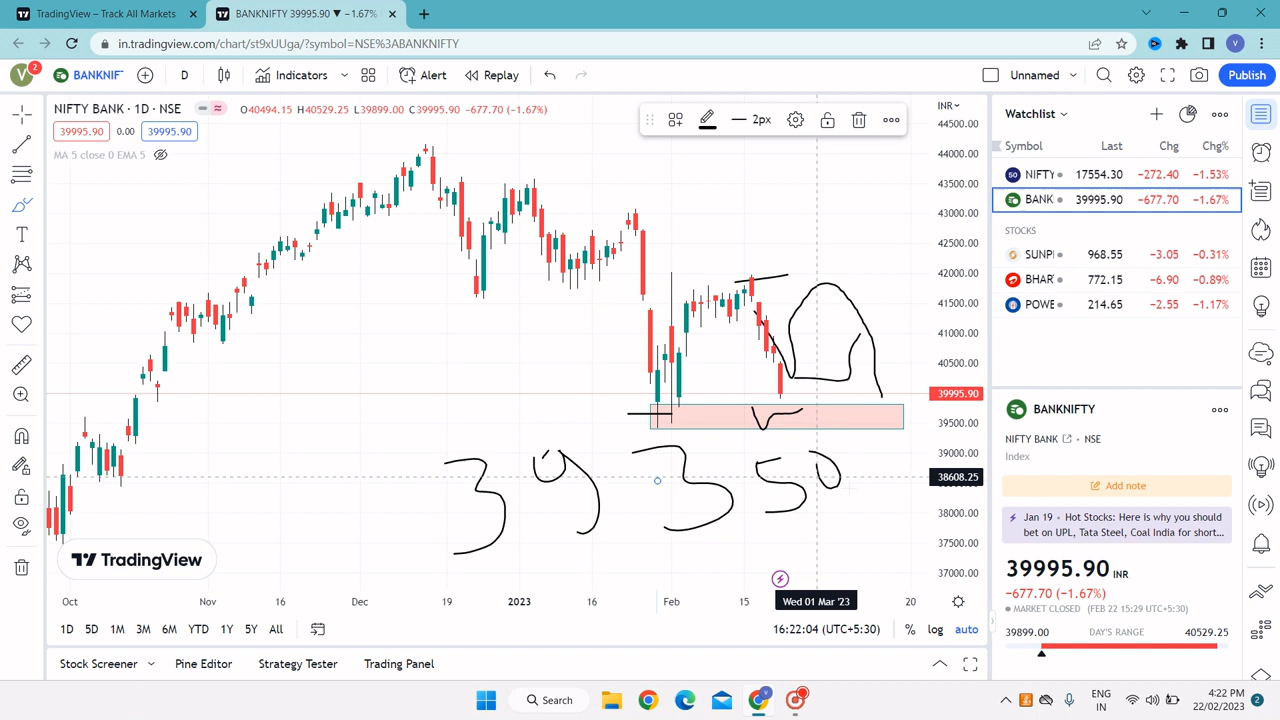 TradingView – Track All Markets
BANKNIFTY 39995.90 ▼ −1.67%
in.tradingview.com/chart/st9xUUga/?symbol=NSE%3ABANKNIFTY
V
2
BANKNIF
D
Indicators
Alert
Replay
Unnamed
Publish
NIFTY BANK · 1D · NSE
O40494.15 H40529.25 L39899.00 C39995.90 −677.70 (−1.67%)
39995.90 0.00 39995.90
MA 5 close 0 EMA 5
2px
INR
44500.00
44000.00
43500.00
43000.00
42500.00
42000.00
41500.00
41000.00
40500.00
39995.90
39500.00
39000.00
38608.25
38000.00
37500.00
37000.00
39350
TradingView
Oct Nov 16 Dec 19 2023 16 Feb 15 Wed 01 Mar '23 20
1D 5D 1M 3M 6M YTD 1Y 5Y All
16:22:04 (UTC+5:30) % log auto
Stock Screener Pine Editor Strategy Tester Trading Panel
Watchlist
Symbol Last Chg Chg%
50 NIFTY 17554.30 −272.40 −1.53%
BANK 39995.90 −677.70 −1.67%
STOCKS
SUNPI 968.55 −3.05 −0.31%
BHAR 772.15 −6.90 −0.89%
POWE 214.65 −2.55 −1.17%
BANKNIFTY
NIFTY BANK · NSE
Index
Add note
Jan 19 • Hot Stocks: Here is why you should
bet on UPL, Tata Steel, Coal India for short...
39995.90 INR
−677.70 (−1.67%)
MARKET CLOSED (FEB 22 15:29 UTC+5:30)
39899.00 DAY'S RANGE 40529.25
Search
ENG
IN
4:22 PM
22/02/2023
2